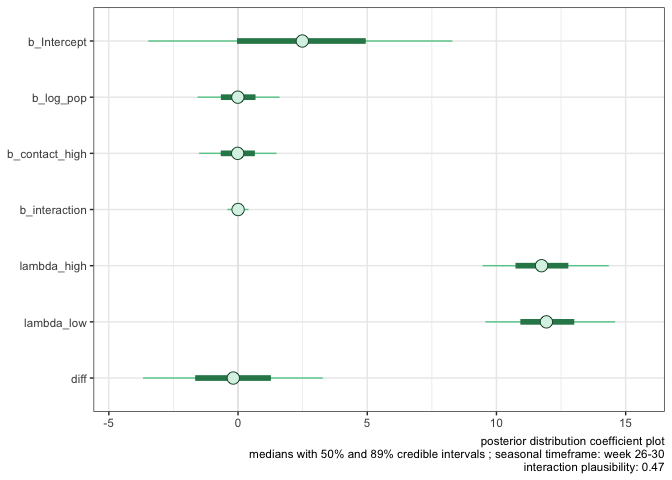 b_Intercept
b_log_pop
b_contact_high
b_interaction
lambda_high
lambda_low
diff
-5 0 5 10 15
posterior distribution coefficient plot
medians with 50% and 89% credible intervals ; seasonal timeframe: week 26-30
interaction plausibility: 0.47